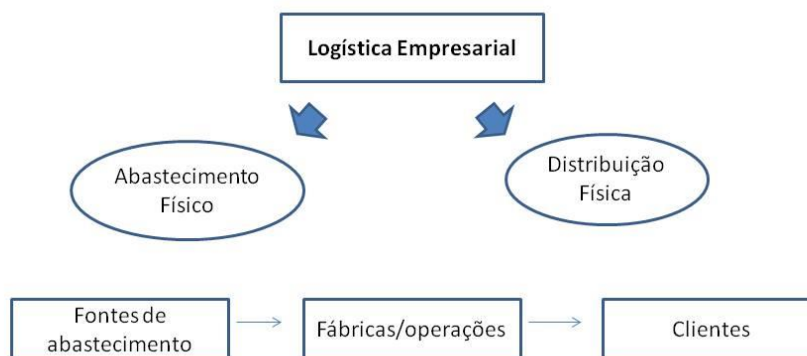 Logística Empresarial
Abastecimento
Físico
Distribuição
Física
Fontes de
abastecimento
Fábricas/operações
Clientes